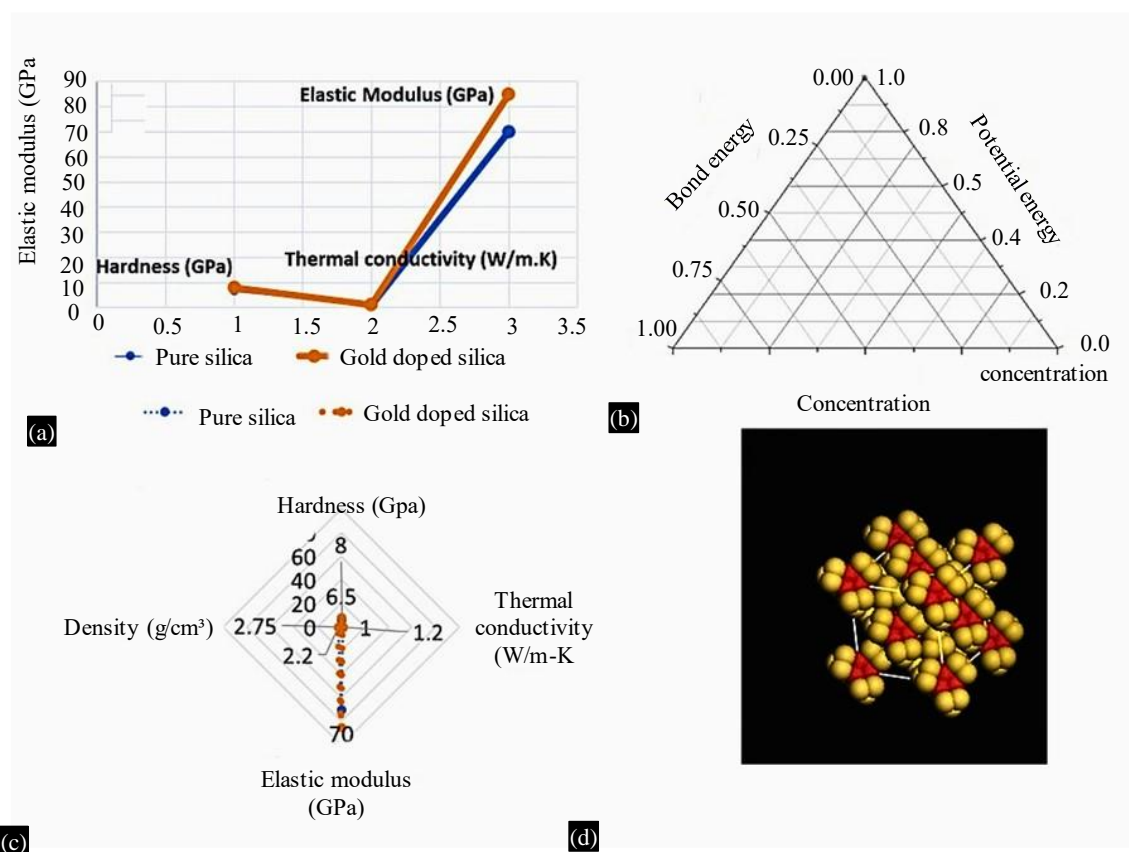 Elastic modulus (GPa
90
80
70
60
50
40
30
20
10
0
Elastic Modulus (GPa)
Hardness (GPa)
Thermal conductivity (W/m.K)
0 0.5 1 1.5 2 2.5 3 3.5
Pure silica Gold doped silica
(a)
0.00 1.0
Bond energy
0.25
0.50
0.75
1.00
Potential energy
0.8
0.5
0.4
0.2
0.0
concentration
Concentration
(b)
Pure silica Gold doped silica
Hardness (Gpa)
8
60
40
20
0
6.5
Density (g/cm³)
2.75
2.2
1
1.2
Thermal
conductivity
(W/m-K
70
Elastic modulus
(GPa)
(c)
(d)